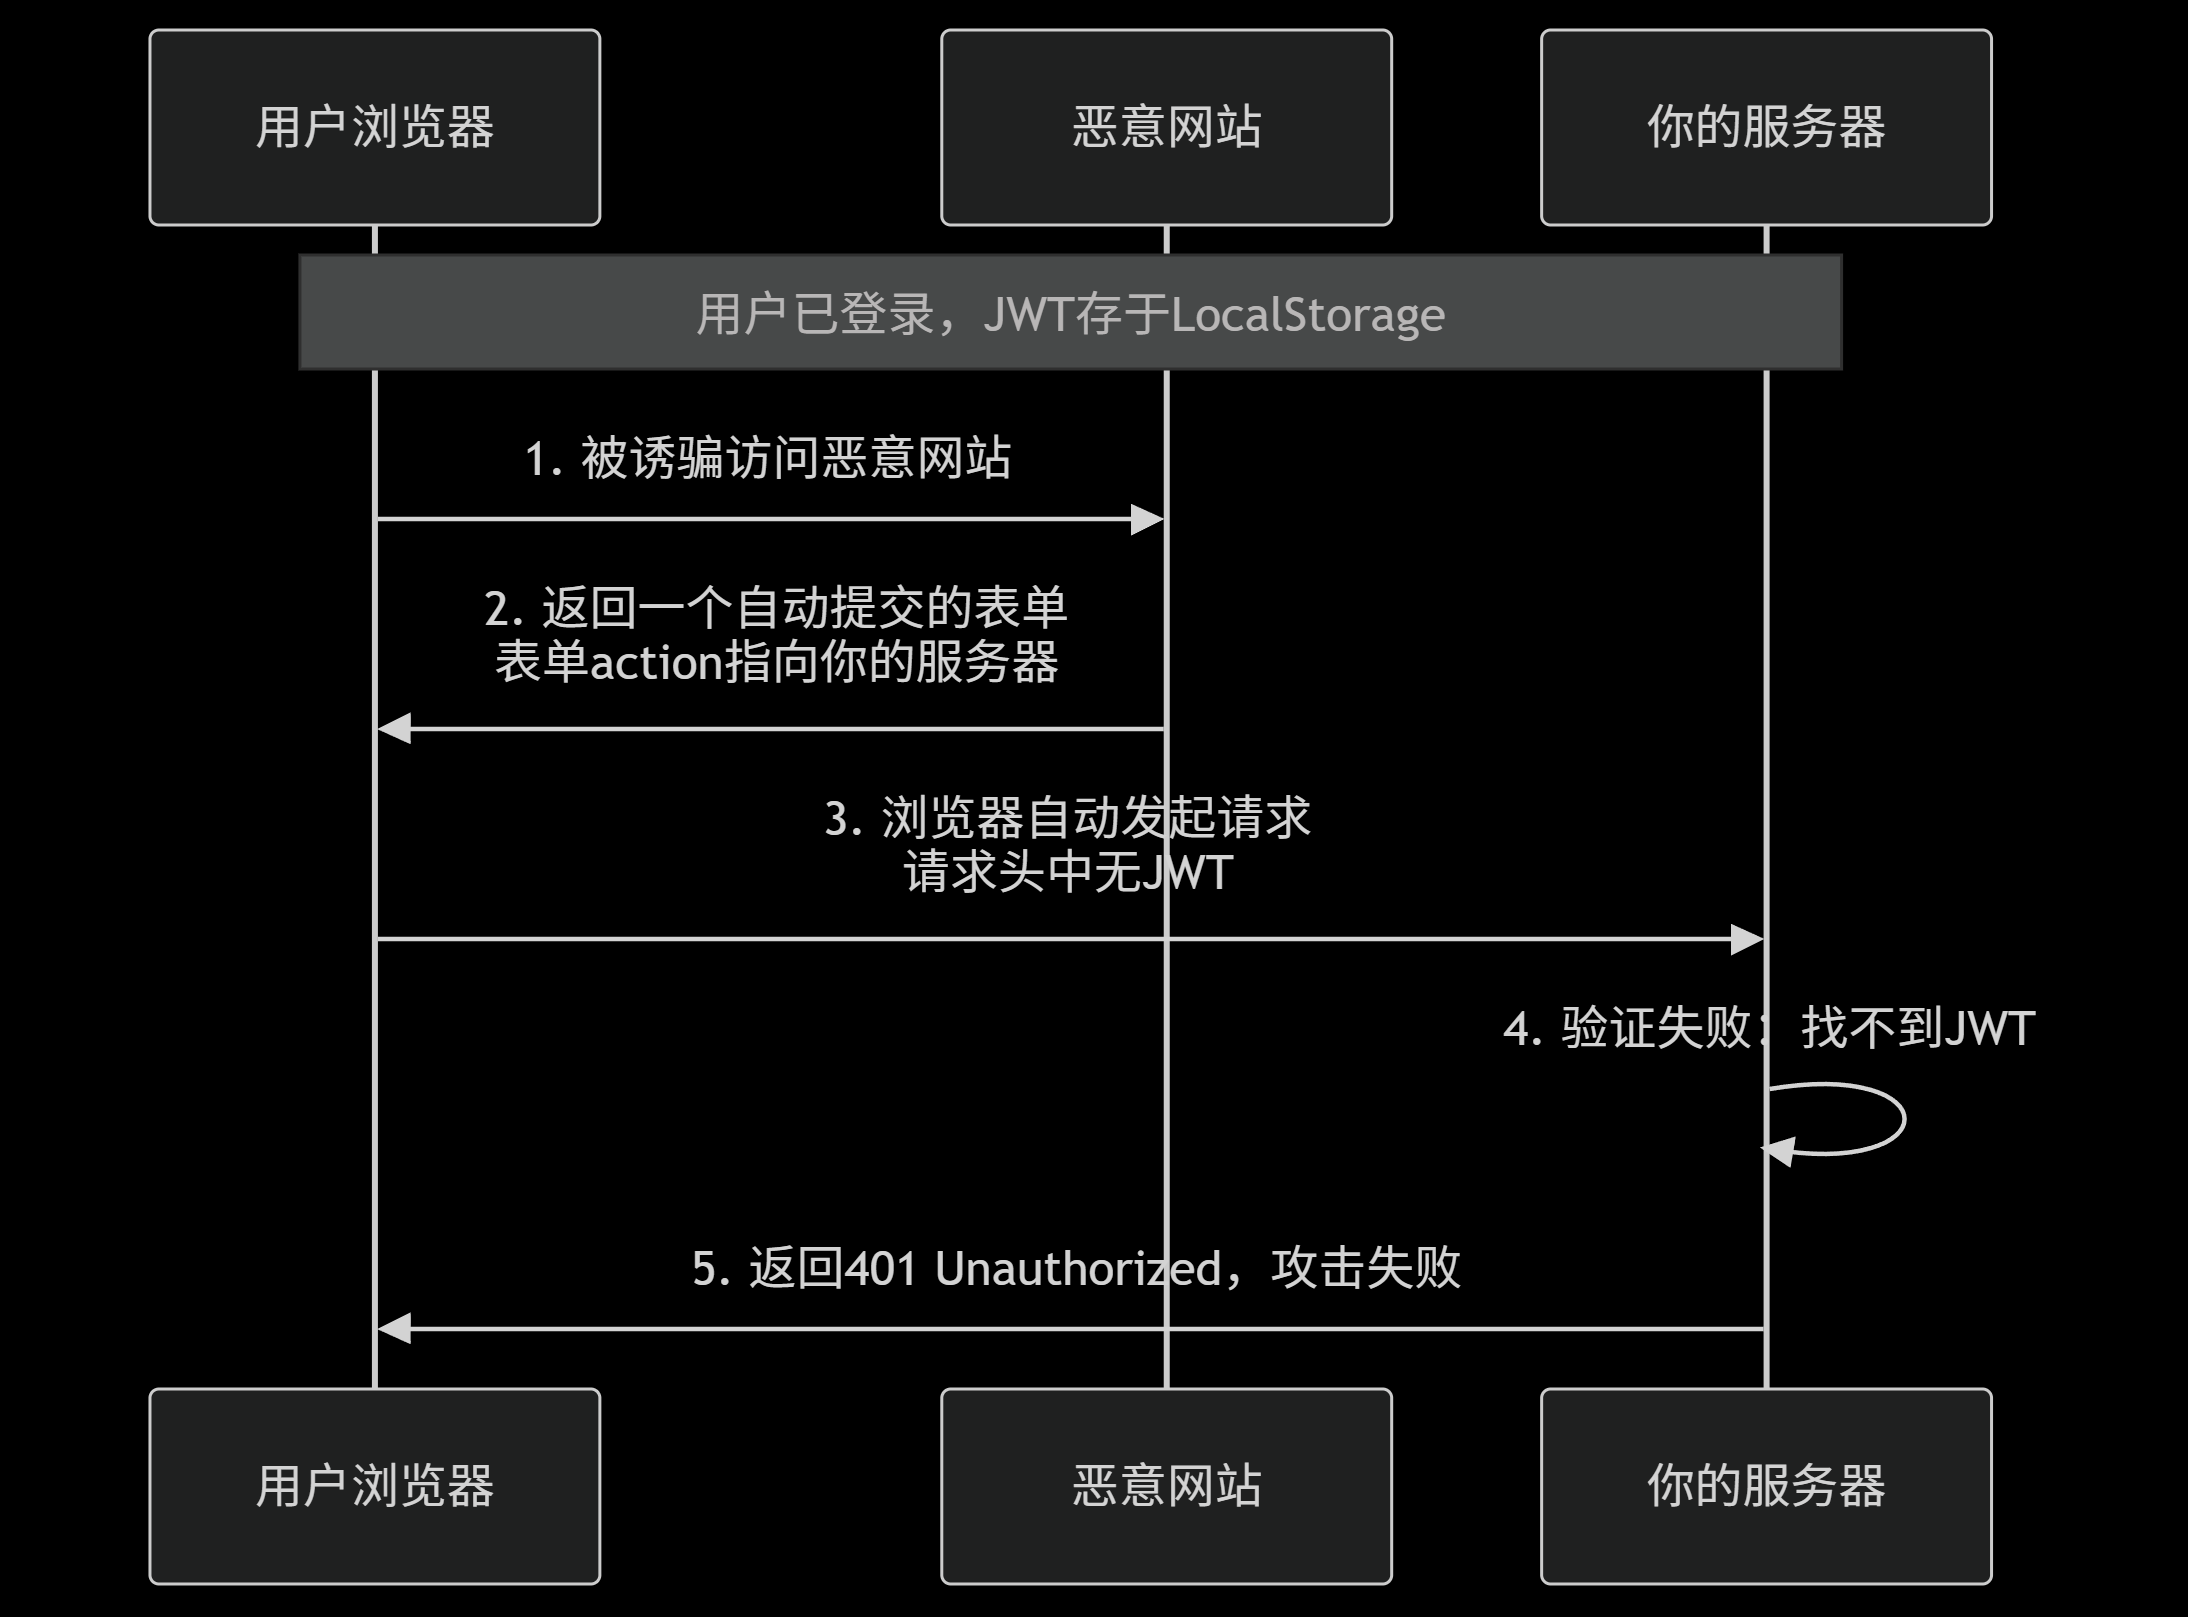 用户浏览器
恶意网站
你的服务器
用户已登录，JWT存于LocalStorage
1. 被诱骗访问恶意网站
2. 返回一个自动提交的表单
表单action指向你的服务器
3. 浏览器自动发起请求
请求头中无JWT
4. 验证失败：找不到JWT
5. 返回401 Unauthorized，攻击失败
用户浏览器
恶意网站
你的服务器